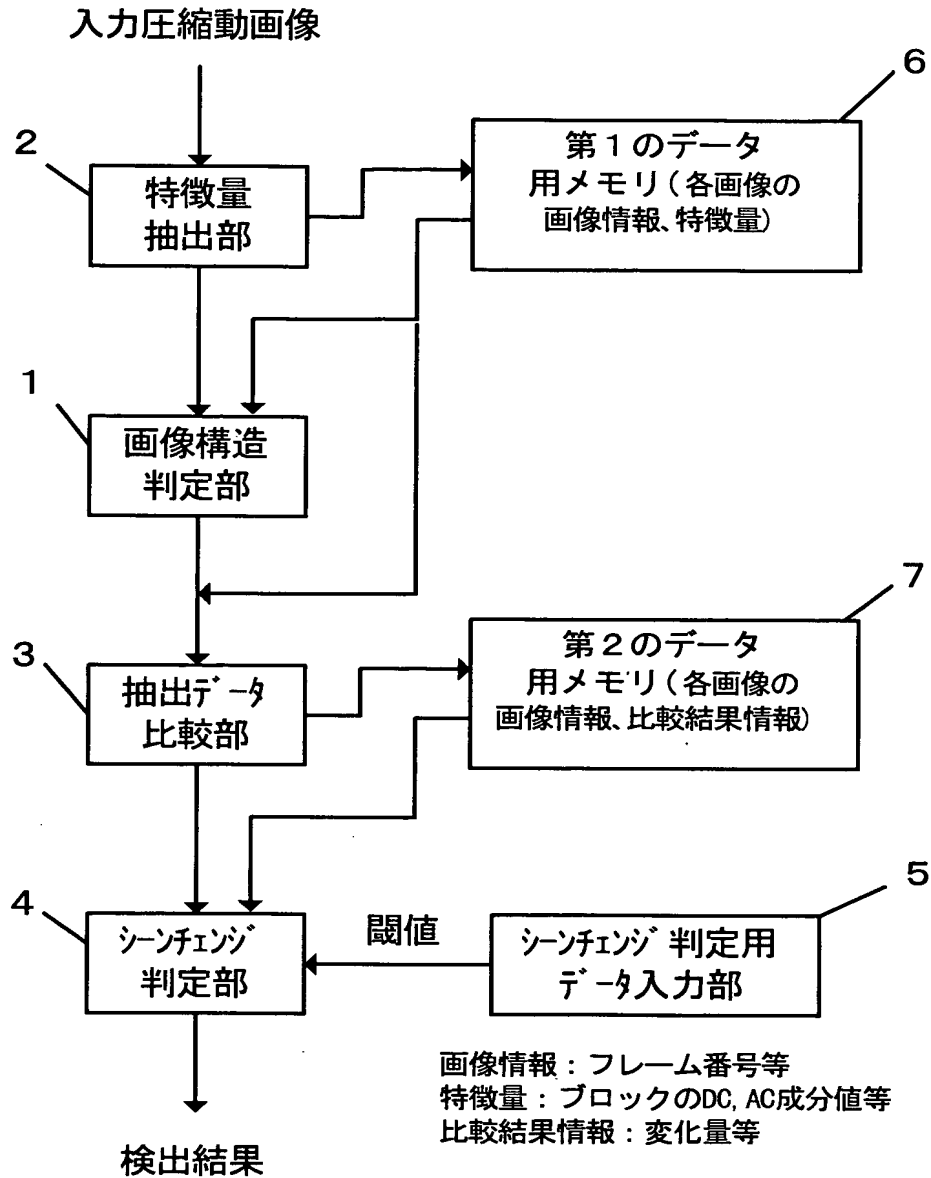 入力圧縮動画像
6
2
第１のデータ
用メモリ(各画像の
画像情報、特徴量)
特徴量
抽出部
1
画像構造
判定部
7
3
第２のデータ
用メモリ(各画像の
画像情報、比較結果情報)
抽出ﾃﾞｰﾀ
比較部
4
5
ｼｰﾝﾁｪﾝｼﾞ
判定部
閾値
ｼｰﾝﾁｪﾝｼﾞ判定用
ﾃﾞｰﾀ入力部
画像情報：フレーム番号等
特徴量：ブロックのDC, AC成分値等
比較結果情報：変化量等
検出結果